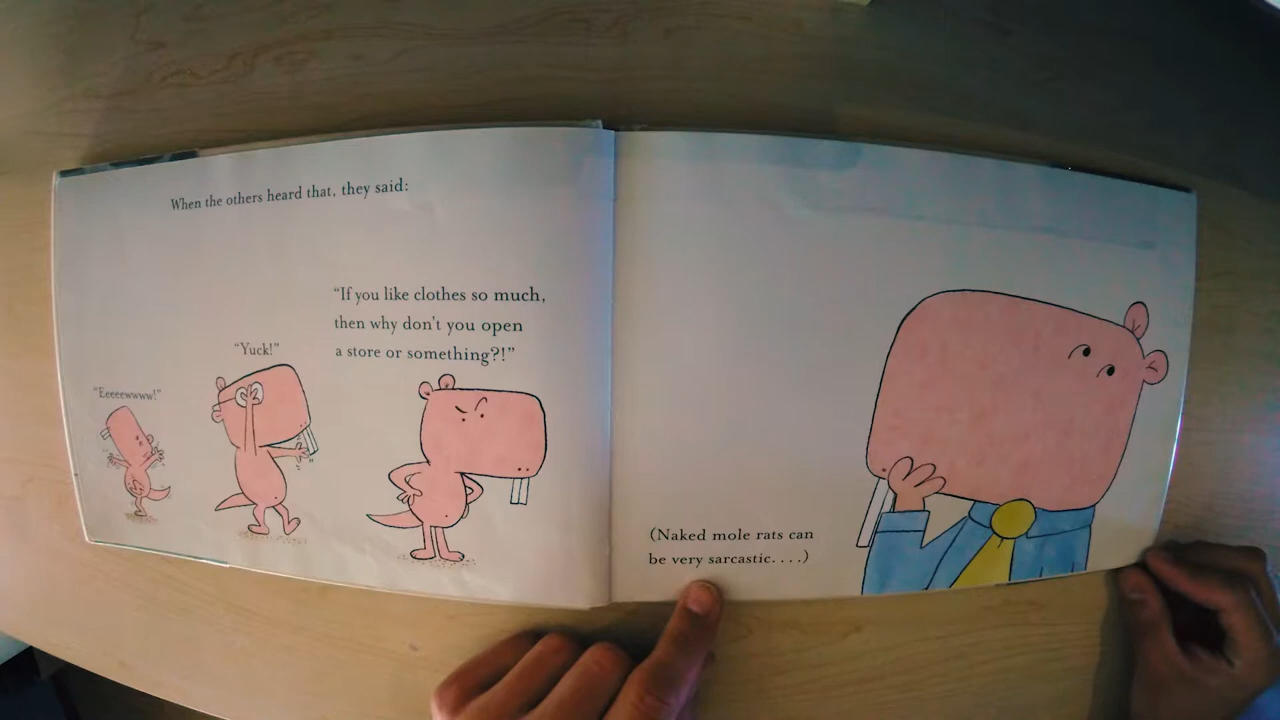 When the others heard that, they said:
"If you like clothes so much,
then why don't you open
a store or something?!"
"Yuck!"
"Eeeeewwww!"
(Naked mole rats can
be very sarcastic. . . .)